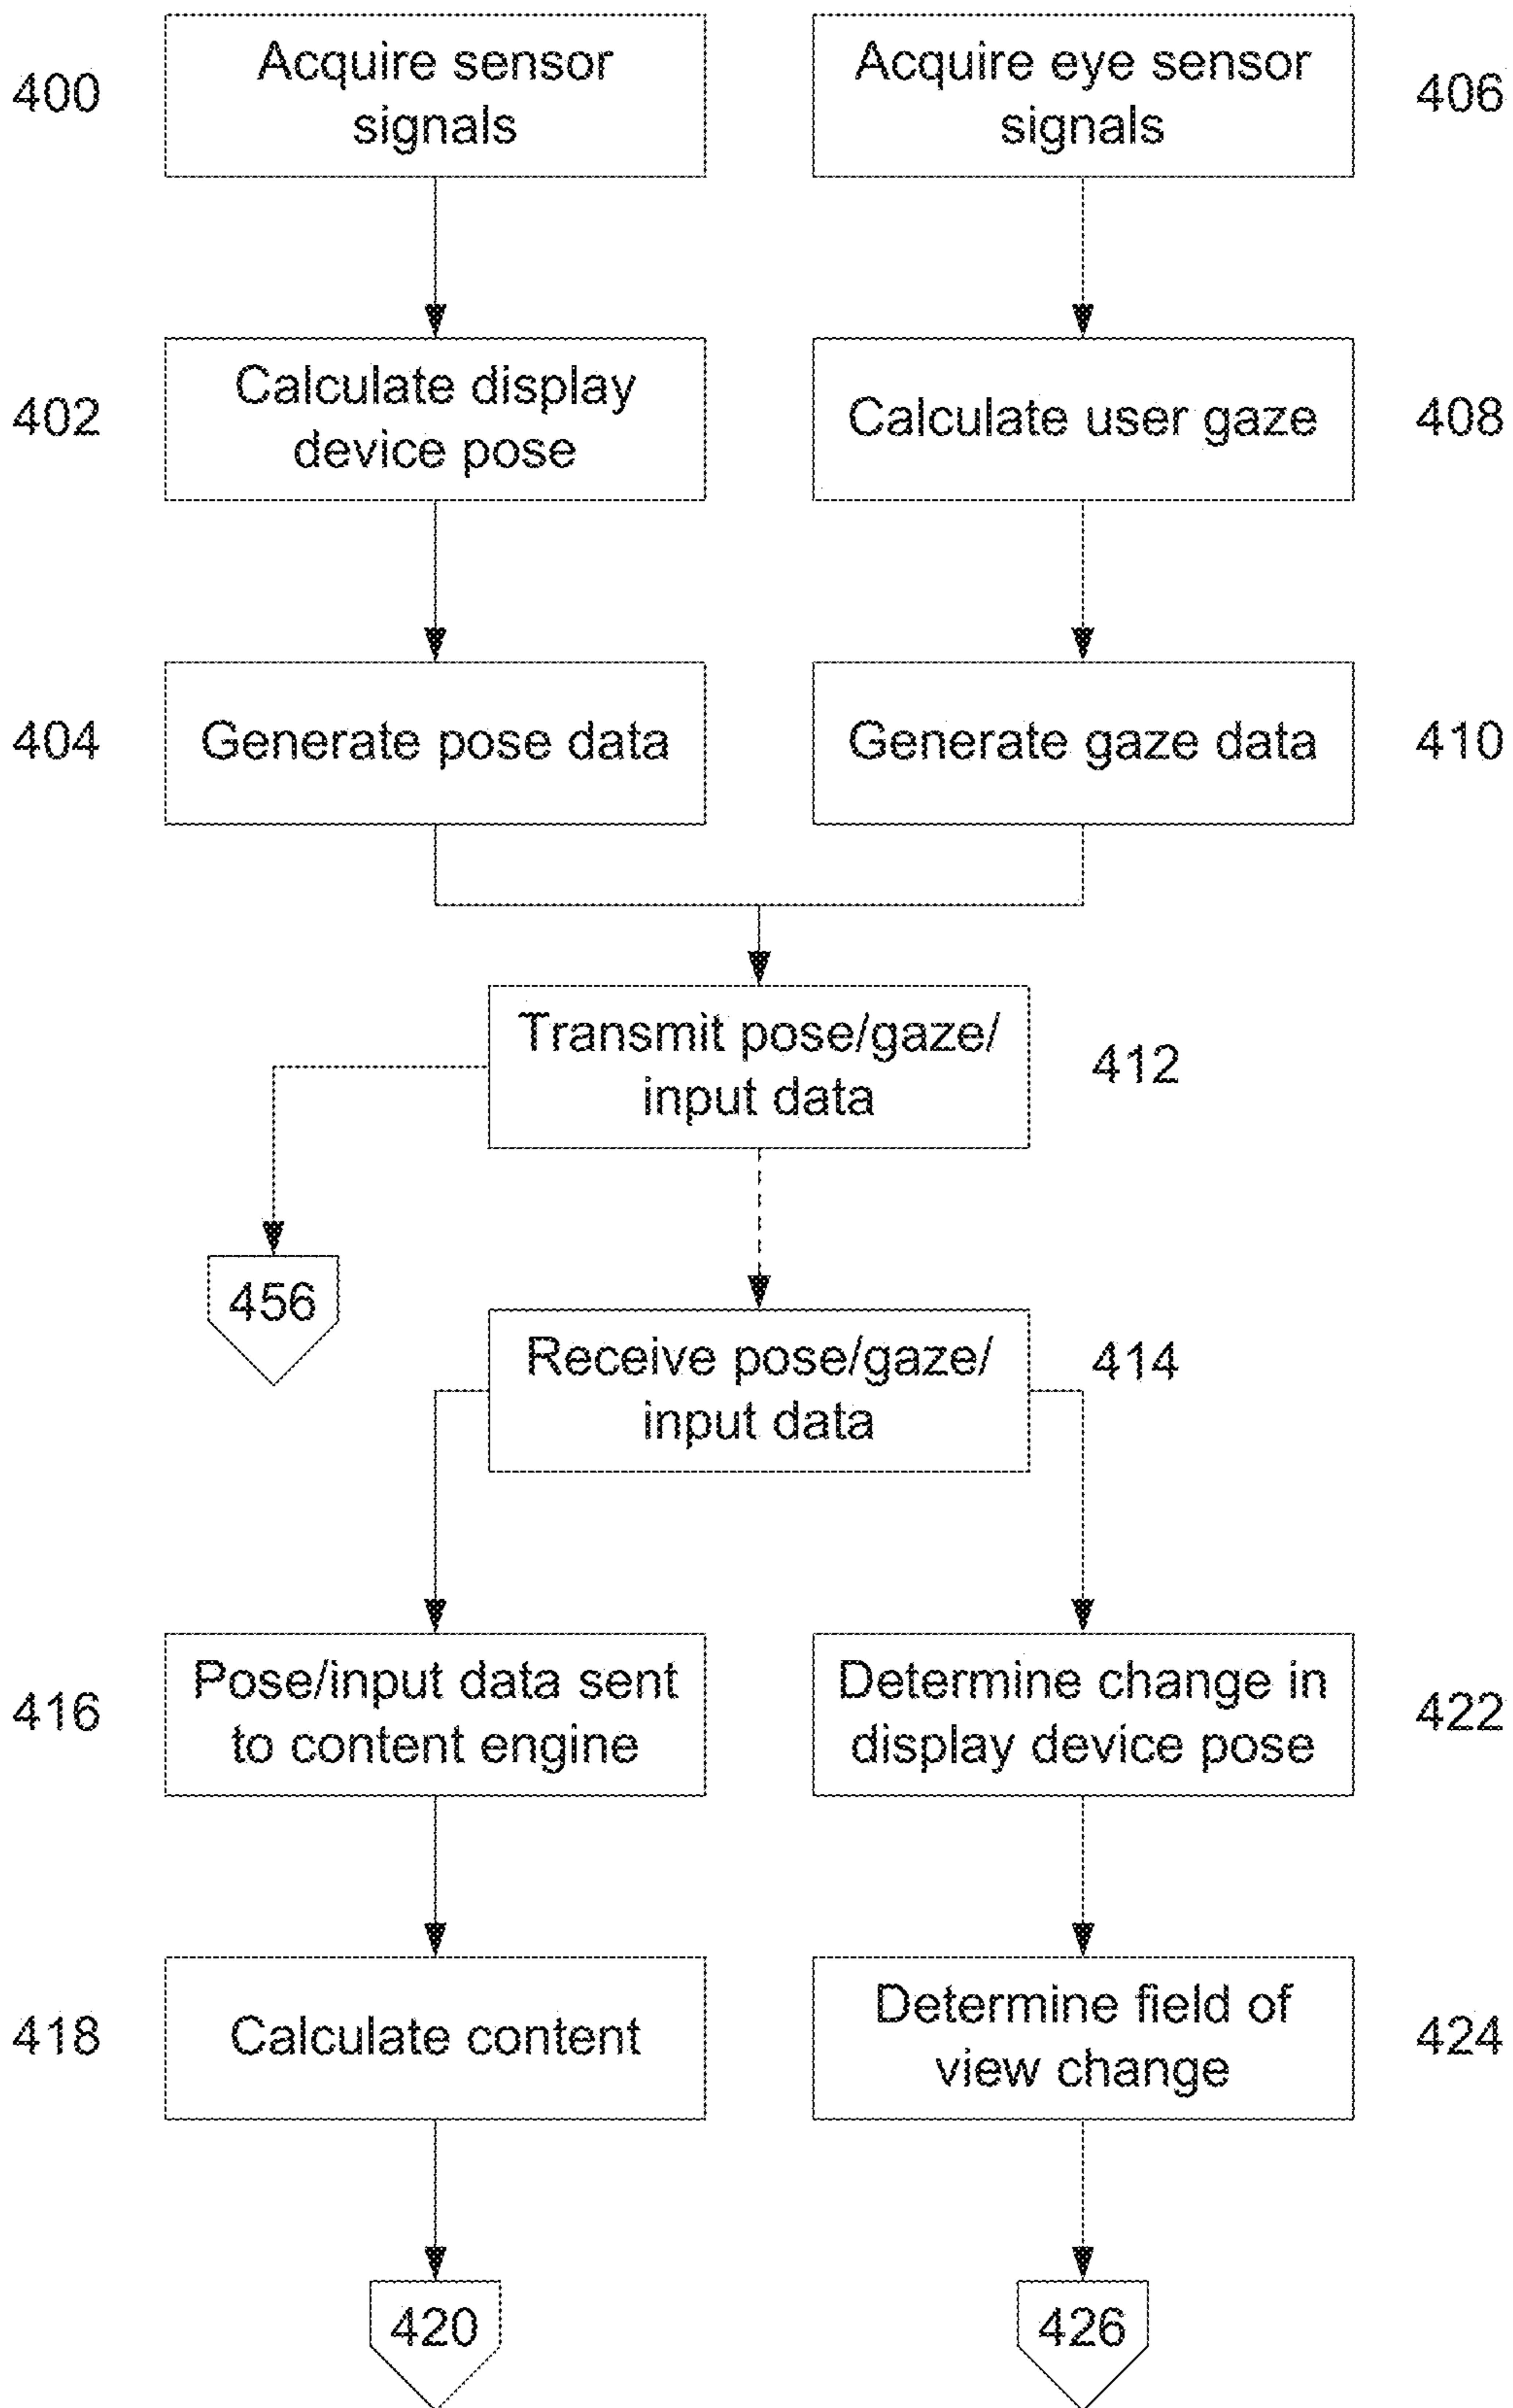 400
Acquire sensor
signals
Acquire eye sensor
signals
406
402
Calculate display
device pose
Calculate user gaze
408
404
Generate pose data
Generate gaze data
410
Transmit pose/gaze/
input data
412
456
Receive pose/gaze/
input data
414
416
Pose/input data sent
to content engine
Determine change in
display device pose
422
418
Calculate content
Determine field of
view change
424
420
426